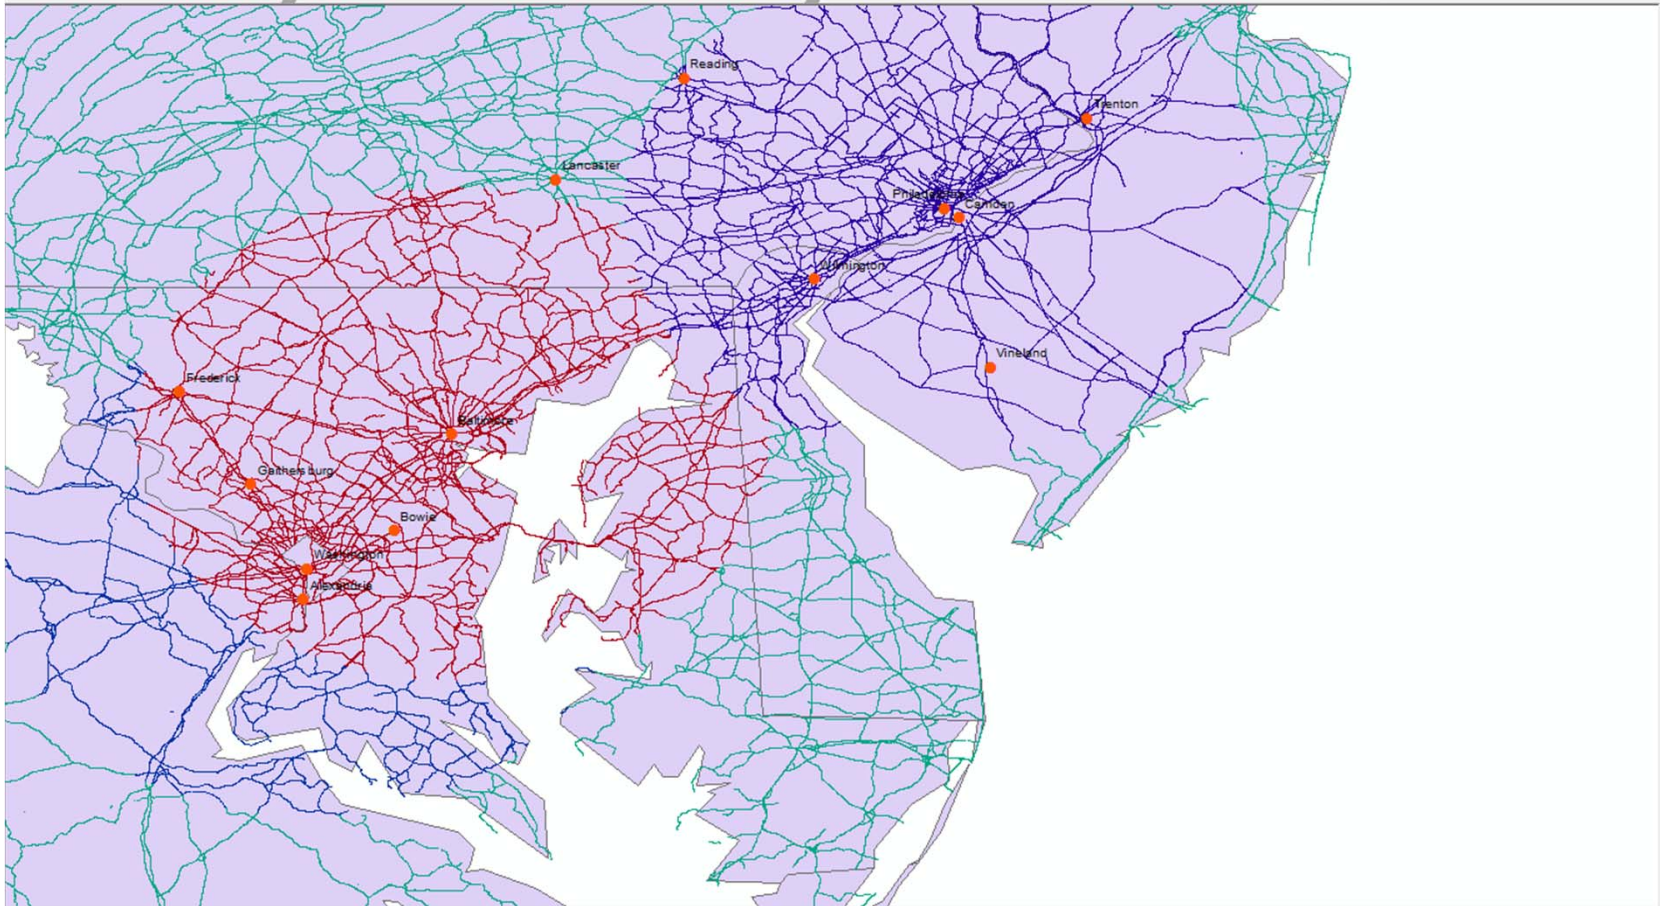 Reading
Trenton
Lancaster
Philadelphia
Camden
Wilmington
Vineland
Frederick
Baltimore
Gaithersburg
Bowie
Washington
Alexandria